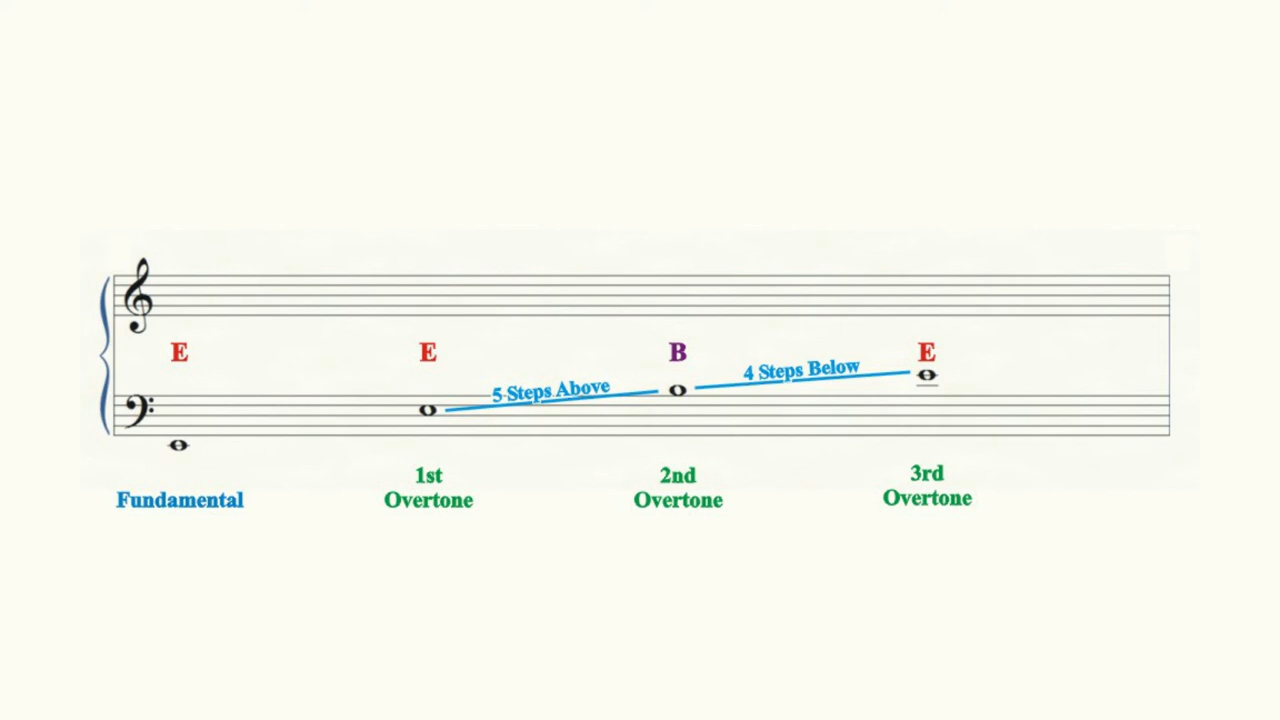 E E B E
5 Steps Above
4 Steps Below
Fundamental
1st
Overtone
2nd
Overtone
3rd
Overtone